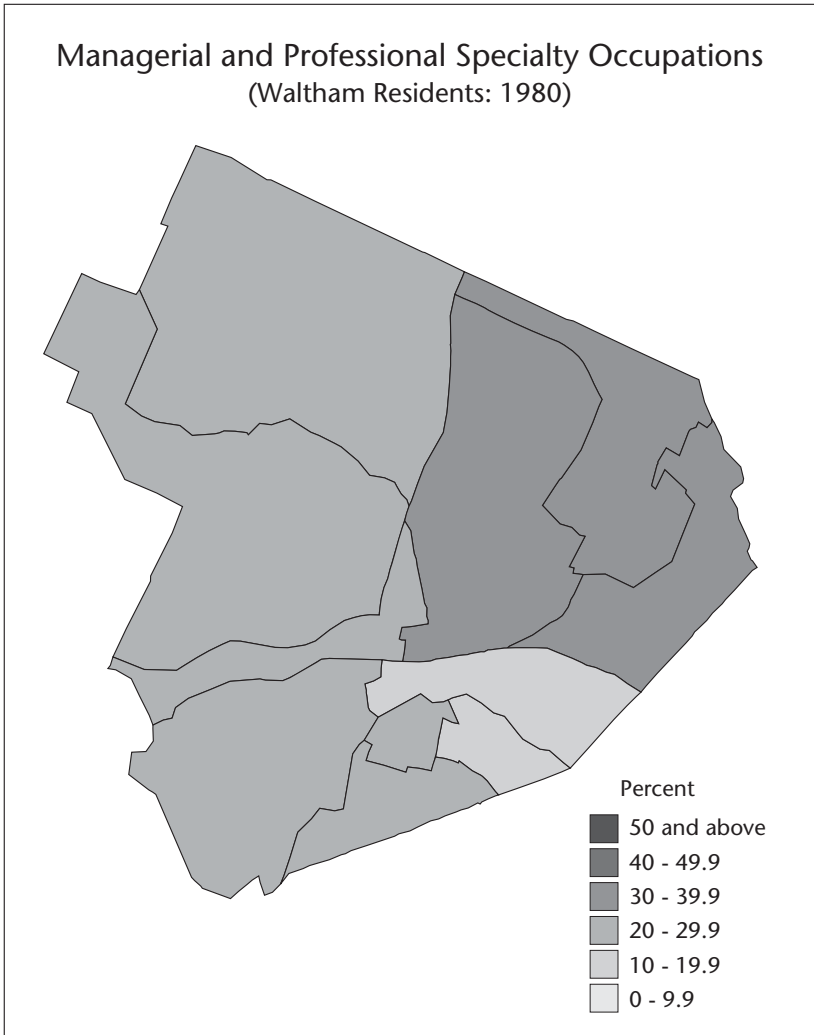 Managerial and Professional Specialty Occupations
(Waltham Residents: 1980)
Percent
50 and above
40 - 49.9
30 - 39.9
20 - 29.9
10 - 19.9
0 - 9.9